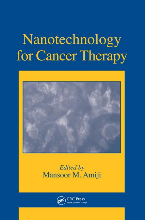 Nanotechnology
for Cancer Therapy
Edited by
Mansoor M. Amiji
CRC Press